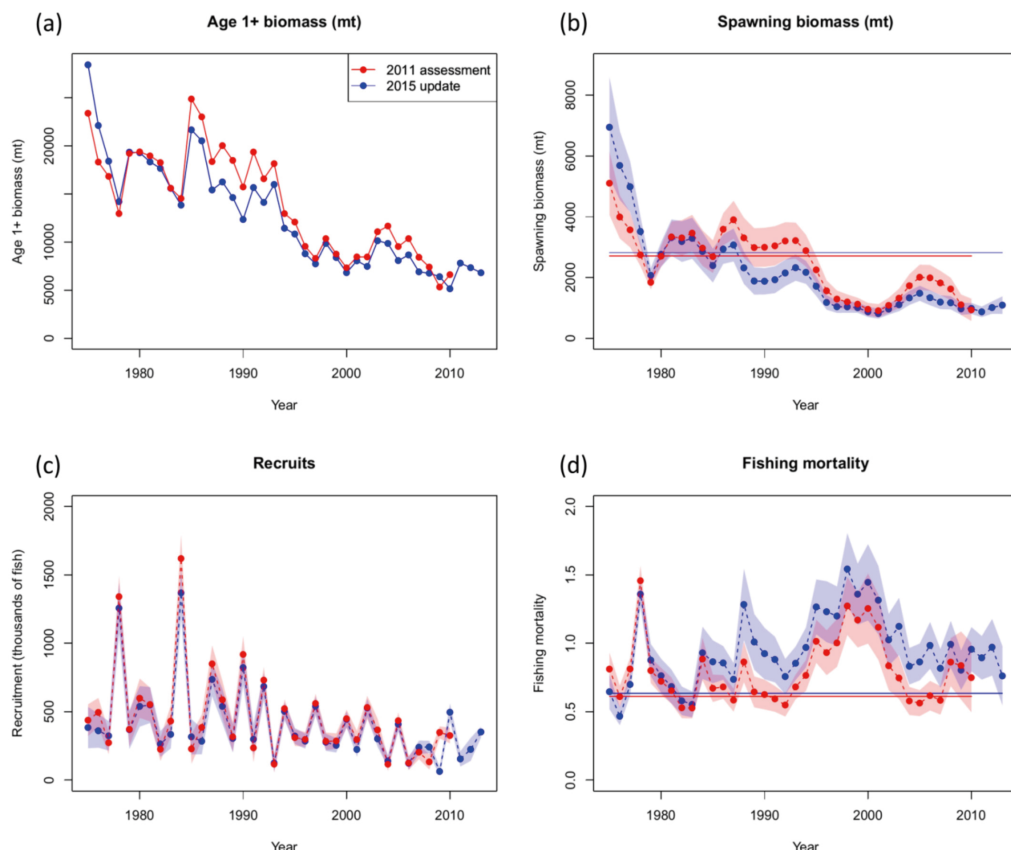 (a)
Age 1+ biomass (mt)
2011 assessment
2015 update
Age 1+ biomass (mt)
0
5000
10000
20000
1980
1990
2000
2010
Year
(b)
Spawning biomass (mt)
Spawning biomass (mt)
0
2000
4000
6000
8000
1980
1990
2000
2010
Year
(c)
Recruits
Recruitment (thousands of fish)
0
500
1000
1500
2000
1980
1990
2000
2010
Year
(d)
Fishing mortality
Fishing mortality
0.0
0.5
1.0
1.5
2.0
1980
1990
2000
2010
Year